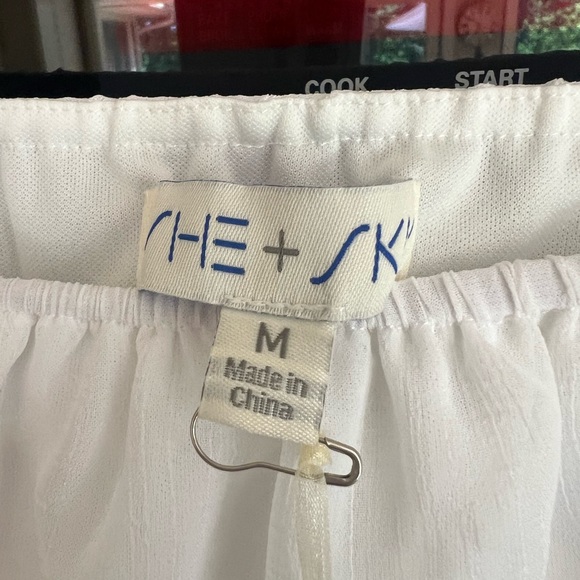 COOK START
SHE + SKY
M
Made in
China